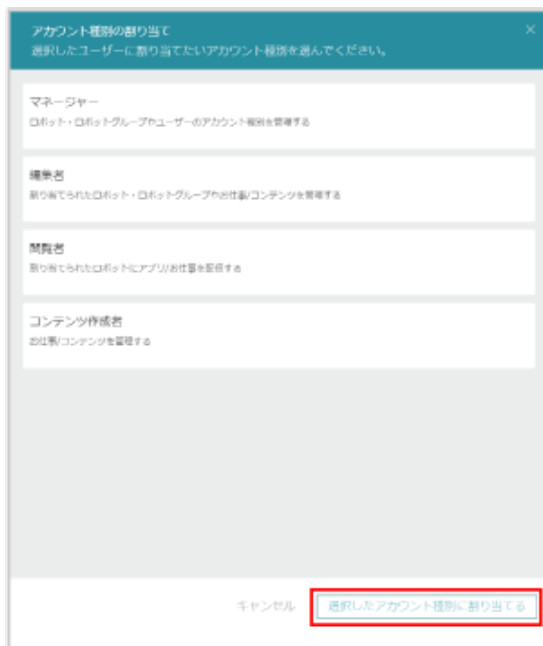 アカウント種別の割り当て
選択したユーザーに割り当てたいアカウント種別を選んでください。
マネージャー
ロボット・ロボットグループやユーザーのアカウント種別を管理する
編集者
割り当てられたロボット・ロボットグループやお仕事/コンテンツを管理する
閲覧者
割り当てられたロボットにアプリ/お仕事を配信する
コンテンツ作成者
お仕事/コンテンツを管理する
キャンセル
選択したアカウント種別に割り当てる